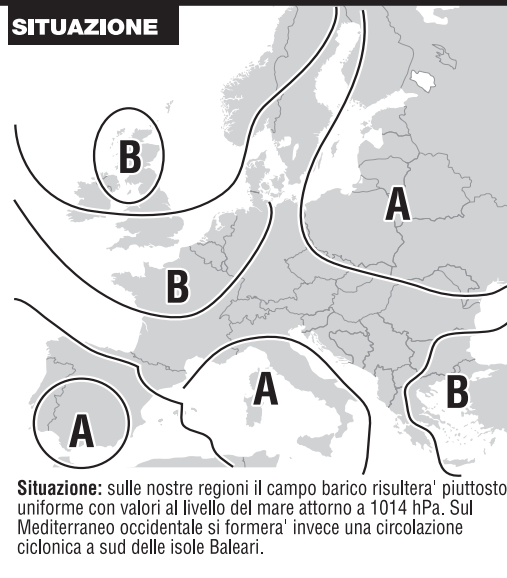 SITUAZIONE
B
A
B
A
B
A
Situazione: sulle nostre regioni il campo barico risultera' piuttosto
uniforme con valori al livello del mare attorno a 1014 hPa. Sul
Mediterraneo occidentale si formera' invece una circolazione
ciclonica a sud delle isole Baleari.